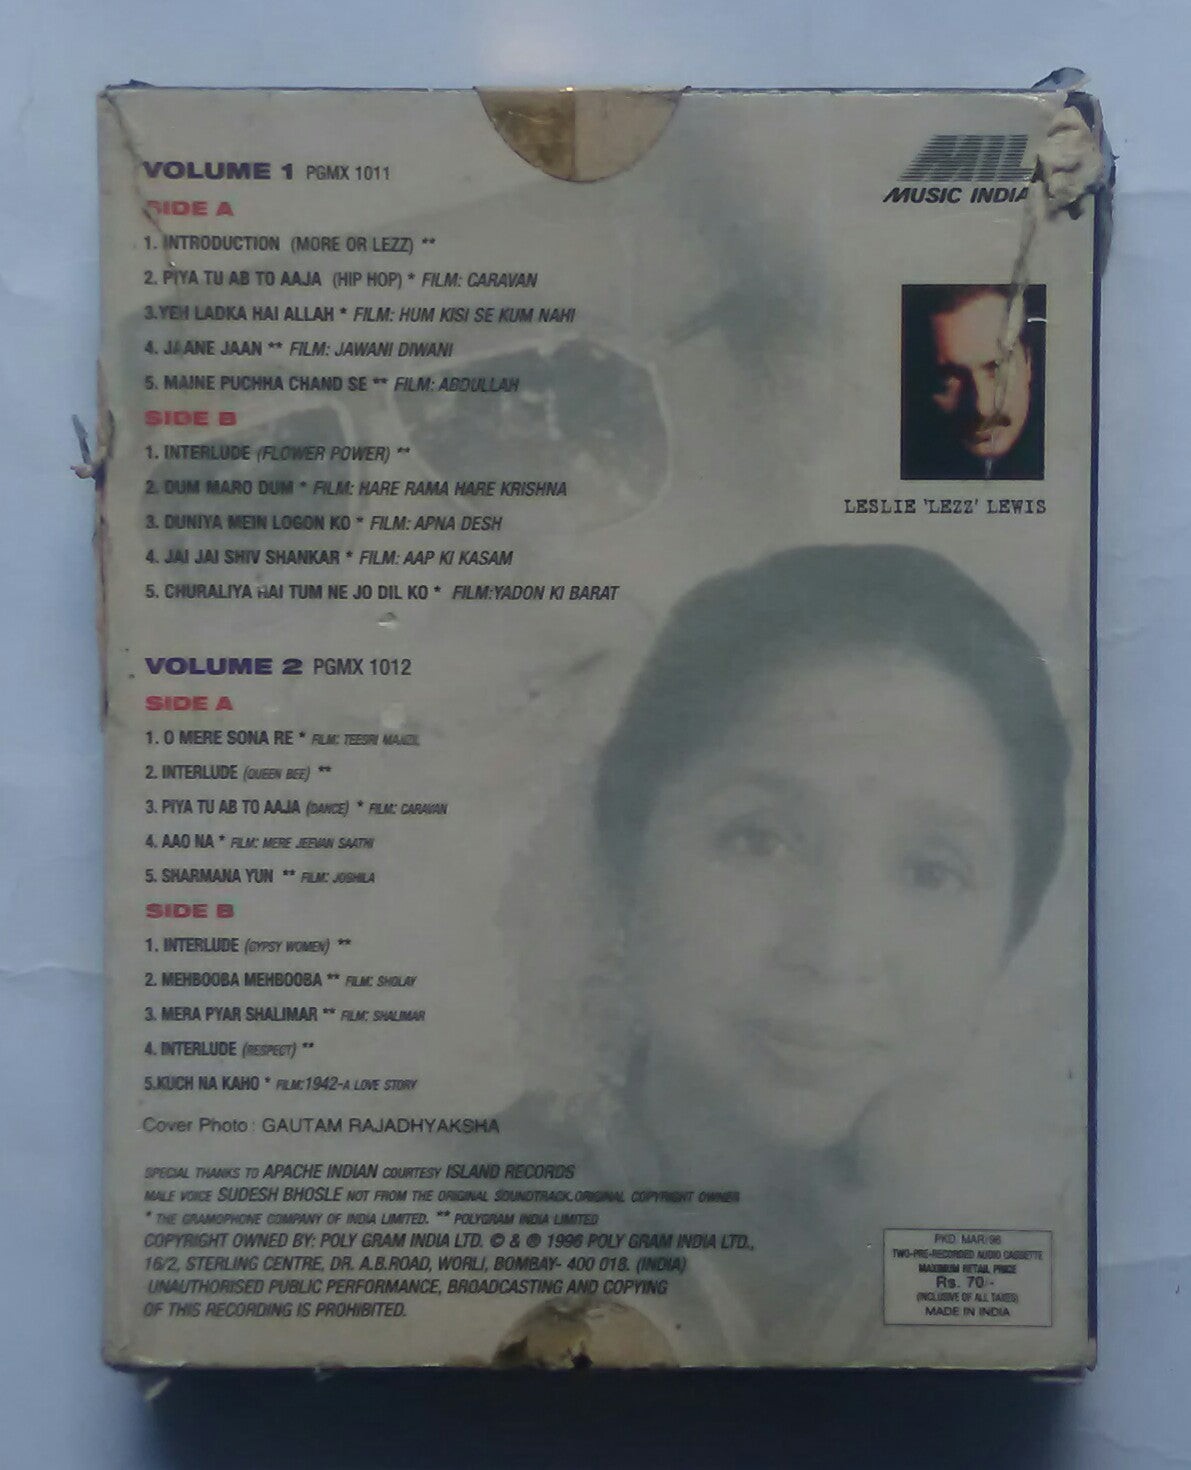 VOLUME 1 PGMX 1011
SIDE A
1. INTRODUCTION (MORE OR LEZZ) **
2. PIYA TU AB TO AAJA (HIP HOP) * FILM: CARAVAN
3.YEH LADKA HAI ALLAH * FILM: HUM KISI SE KUM NAHI
4. JAANE JAAN ** FILM: JAWANI DIWANI
5. MAINE PUCHHA CHAND SE ** FILM: ABDULLAH
SIDE B
1. INTERLUDE (FLOWER POWER) **
2. DUM MARO DUM * FILM: HARE RAMA HARE KRISHNA
3. DUNIYA MEIN LOGON KO * FILM: APNA DESH
4. JAI JAI SHIV SHANKAR * FILM: AAP KI KASAM
5. CHURALIYA HAI TUM NE JO DIL KO * FILM:YADON KI BARAT
VOLUME 2 PGMX 1012
SIDE A
1. O MERE SONA RE * FILM: TEESRI MANZIL
2. INTERLUDE (QUEEN BEE) **
3. PIYA TU AB TO AAJA (DANCE) * FILM: CARAVAN
4. AAO NA * FILM: MERE JEEVAN SAATHI
5. SHARMANA YUN ** FILM: JOSHILA
SIDE B
1. INTERLUDE (GYPSY WOMEN) **
2. MEHBOOBA MEHBOOBA ** FILM: SHOLAY
3. MERA PYAR SHALIMAR ** FILM: SHALIMAR
4. INTERLUDE (RESPECT) **
5.KUCH NA KAHO * FILM:1942-A LOVE STORY
Cover Photo : GAUTAM RAJADHYAKSHA
SPECIAL THANKS TO APACHE INDIAN COURTESY ISLAND RECORDS
MALE VOICE SUDESH BHOSLE NOT FROM THE ORIGINAL SOUNDTRACK.ORIGINAL COPYRIGHT OWNER
* THE GRAMOPHONE COMPANY OF INDIA LIMITED. ** POLYGRAM INDIA LIMITED
COPYRIGHT OWNED BY: POLY GRAM INDIA LTD. © & ℗ 1996 POLY GRAM INDIA LTD.,
16/2, STERLING CENTRE, DR. A.B.ROAD, WORLI, BOMBAY- 400 018. (INDIA)
UNAUTHORISED PUBLIC PERFORMANCE, BROADCASTING AND COPYING
OF THIS RECORDING IS PROHIBITED.
MIL
MUSIC INDIA
LESLIE 'LEZZ' LEWIS
PKD. MAR/98
TWO-PRE-RECORDED AUDIO CASSETTE
MAXIMUM RETAIL PRICE
Rs. 70/-
(INCLUSIVE OF ALL TAXES)
MADE IN INDIA